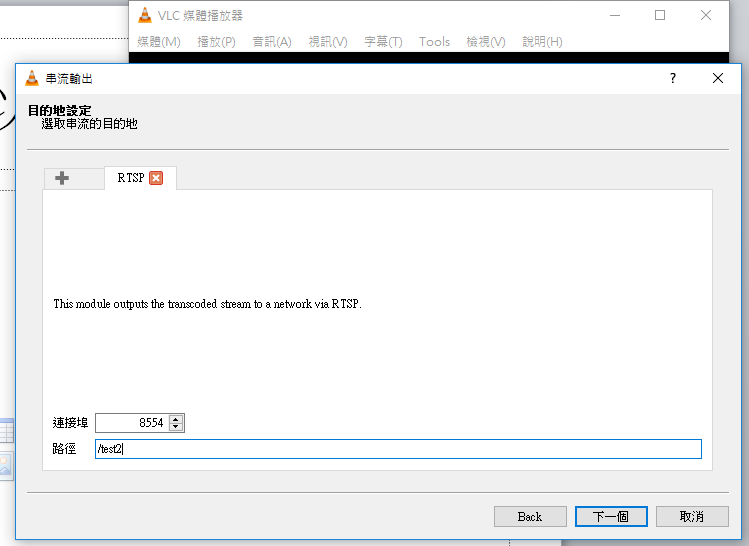 VLC 媒體播放器
媒體(M) 播放(P) 音訊(A) 視訊(V) 字幕(T) Tools 檢視(V) 說明(H)
串流輸出
目的地設定
選取串流的目的地
RTSP
This module outputs the transcoded stream to a network via RTSP.
連接埠 8554
路徑 /test2
Back 下一個 取消